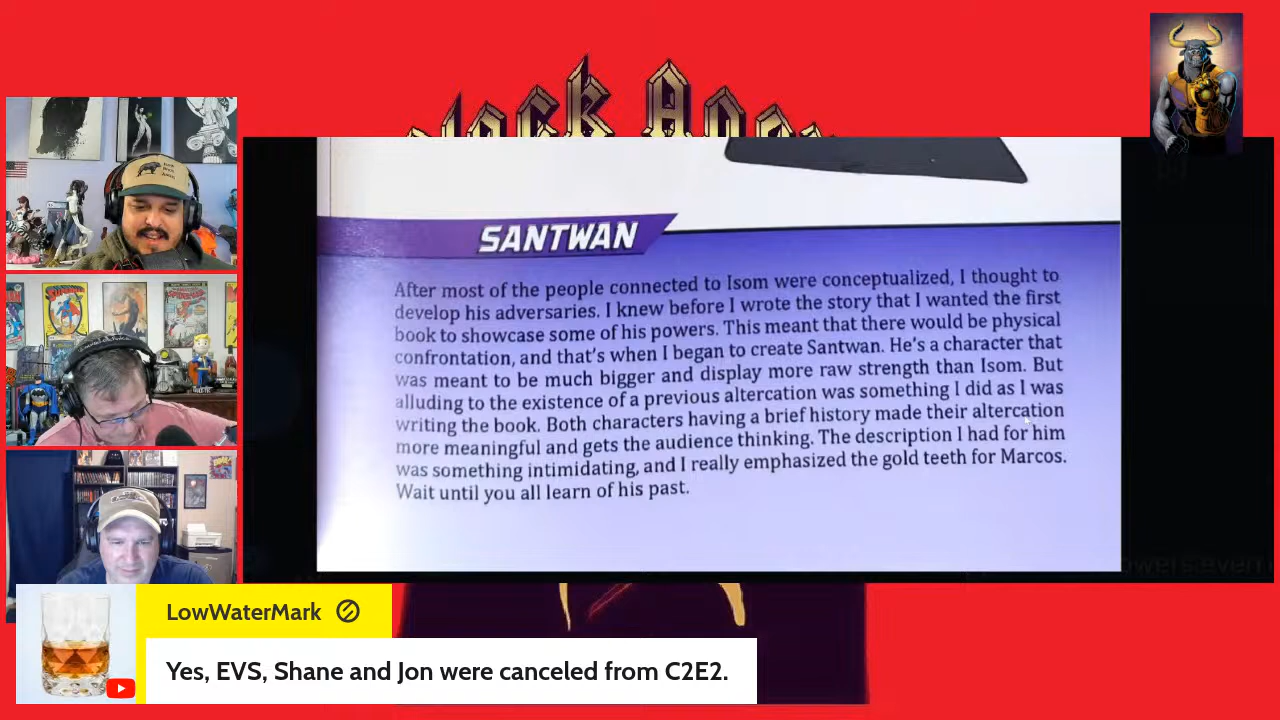 SANTWAN
After most of the people connected to Isom were conceptualized, I thought to
develop his adversaries. I knew before I wrote the story that I wanted the first
book to showcase some of his powers. This meant that there would be physical
confrontation, and that's when I began to create Santwan. He's a character that
was meant to be much bigger and display more raw strength than Isom. But
alluding to the existence of a previous altercation was something I did as I was
writing the book. Both characters having a brief history made their altercation
more meaningful and gets the audience thinking. The description I had for him
was something intimidating, and I really emphasized the gold teeth for Marcos.
Wait until you all learn of his past.
LowWaterMark
Yes, EVS, Shane and Jon were canceled from C2E2.